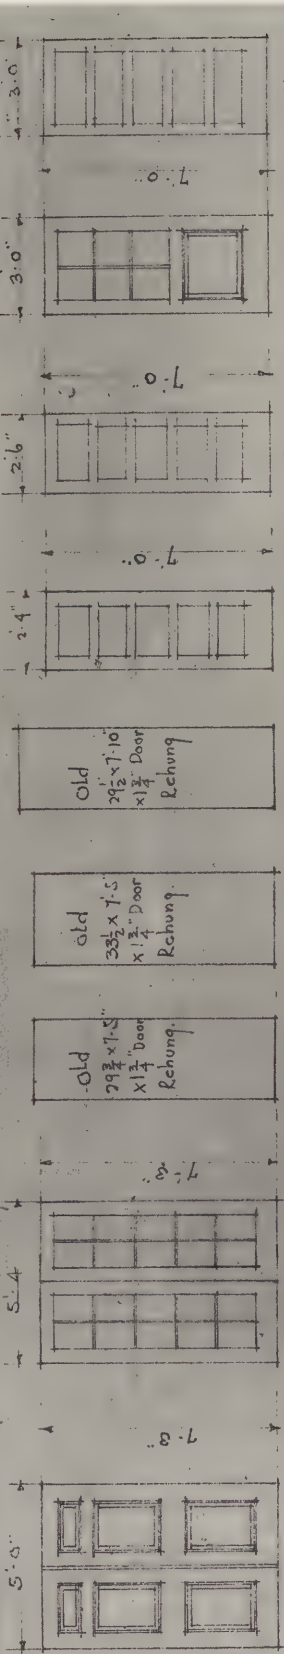 5'-0"
7'-3"
5'-4
7'-3"
Old
29¾ x 7-5"
x 1¾" Door
Rehung.
Old
33½ x 7-5"
x 1¾" Door
Rehung.
Old
29½" x 7-10"
x 1¾" Door
Rehung
2'-4"
7'-0"
2'-6"
7'-0"
3'-0"
7'-0"
3'-0"